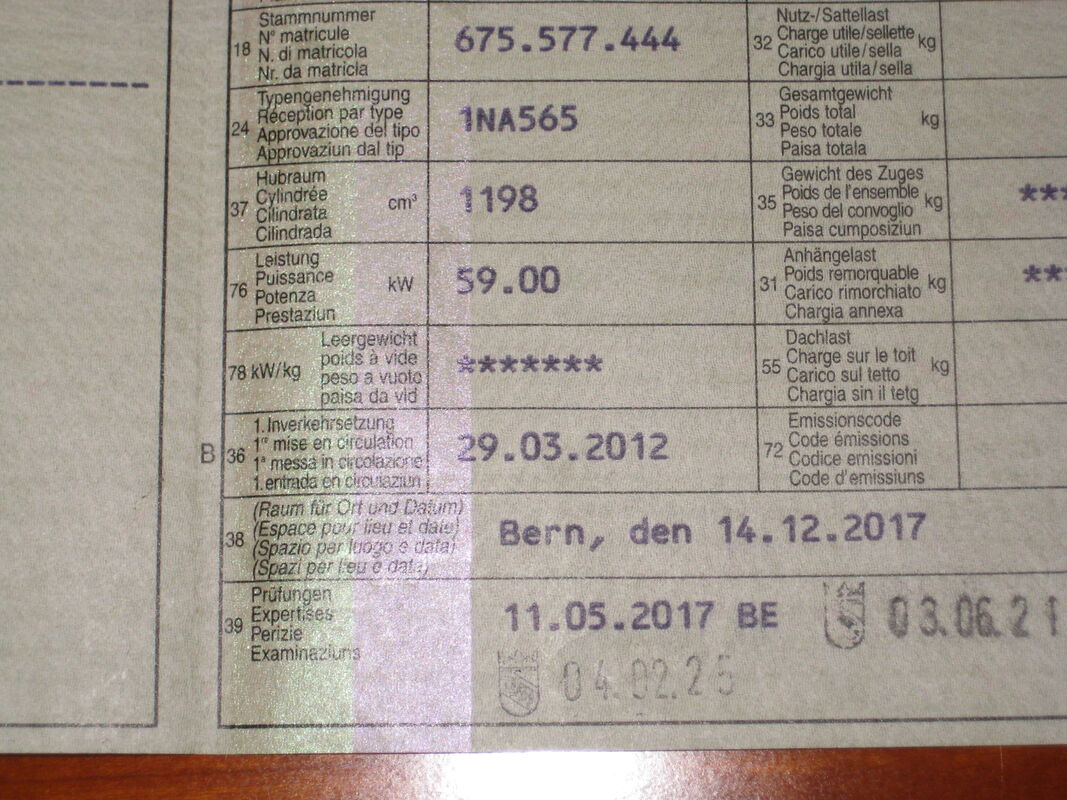 18 Stammnummer
N° matricule
N. di matricola
Nr. da matricla
675.577.444
32 Nutz-/Sattellast
Charge utile/sellette kg
Carico utile/sella
Chargia utila/sella
24 Typengenehmigung
Réception par type
Approvazione del tipo
Approvaziun dal tip
1NA565
33 Gesamtgewicht
Poids total kg
Peso totale
Paisa totala
37 Hubraum
Cylindrée cm³
Cilindrata
Cilindrada
1198
35 Gewicht des Zuges
Poids de l'ensemble kg
Peso del convoglio
Paisa cumposiziun
***
76 Leistung
Puissance kW
Potenza
Prestaziun
59.00
31 Anhängelast
Poids remorquable kg
Carico rimorchiato
Chargia annexa
**
78 kW/kg Leergewicht
poids à vide
peso a vuoto
paisa da vid
*******
55 Dachlast
Charge sur le toit kg
Carico sul tetto
Chargia sin il tetg
B 36 1. Inverkehrsetzung
1re mise en circulation
1a messa in circolazione
1. entrada en circulaziun
29.03.2012
72 Emissionscode
Code émissions
Codice emissioni
Code d'emissiuns
38 (Raum für Ort und Datum)
(Espace pour lieu et date)
(Spazio per luogo e data)
(Spazi per lieu e data)
Bern, den 14.12.2017
39 Prüfungen
Expertises
Perizie
Examinaziuns
11.05.2017 BE 03.06.21
04.02.25